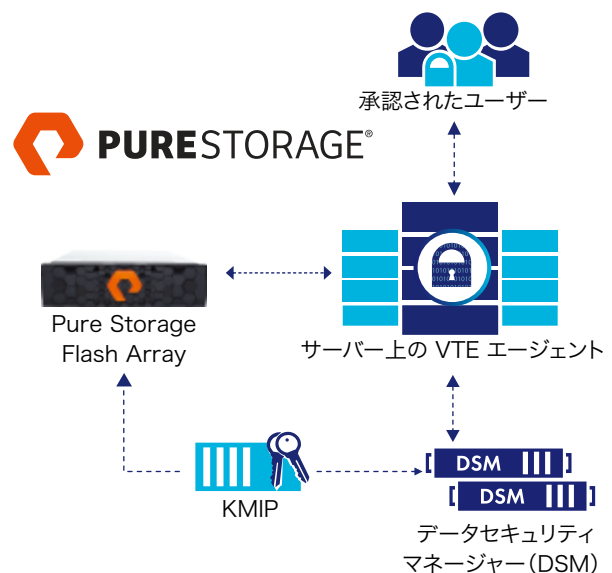 承認されたユーザー
PURESTORAGE®
Pure Storage
Flash Array
サーバー上の VTE エージェント
KMIP
DSM
DSM
データセキュリティ
マネージャー(DSM)